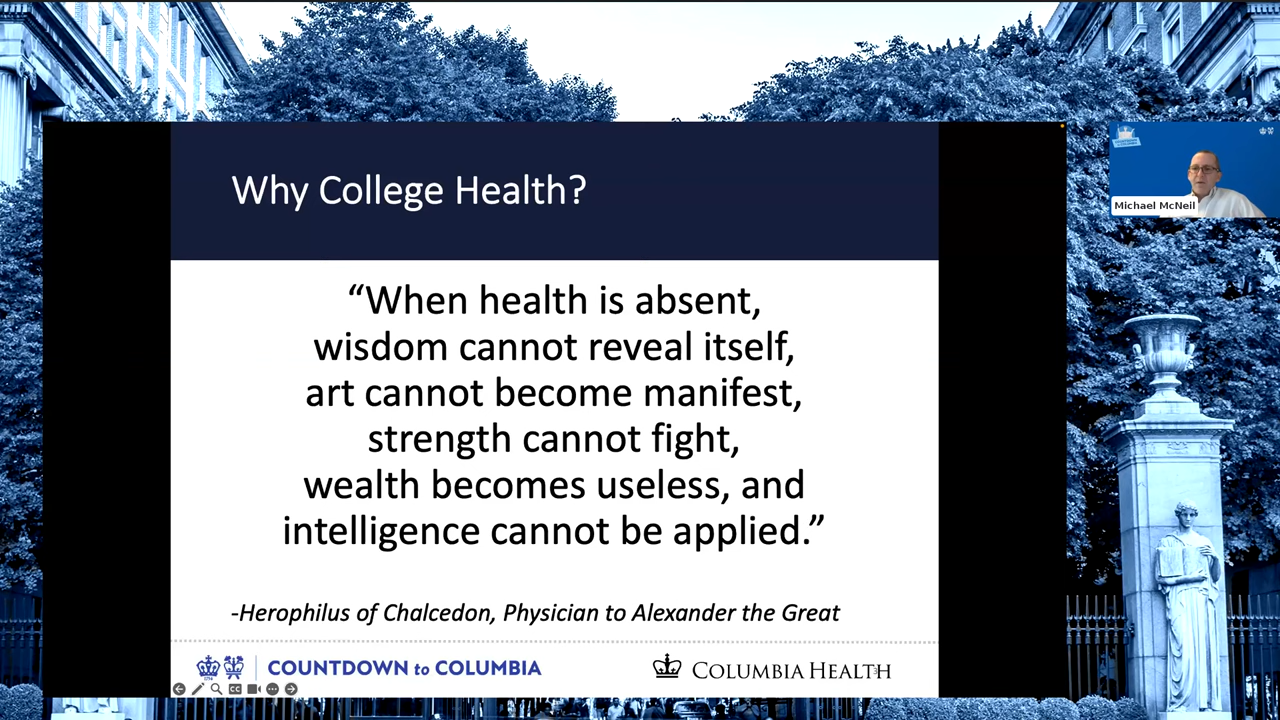 Why College Health?
Michael McNeil
“When health is absent,
wisdom cannot reveal itself,
art cannot become manifest,
strength cannot fight,
wealth becomes useless, and
intelligence cannot be applied.”
-Herophilus of Chalcedon, Physician to Alexander the Great
COUNTDOWN to COLUMBIA
COLUMBIA HEALTH